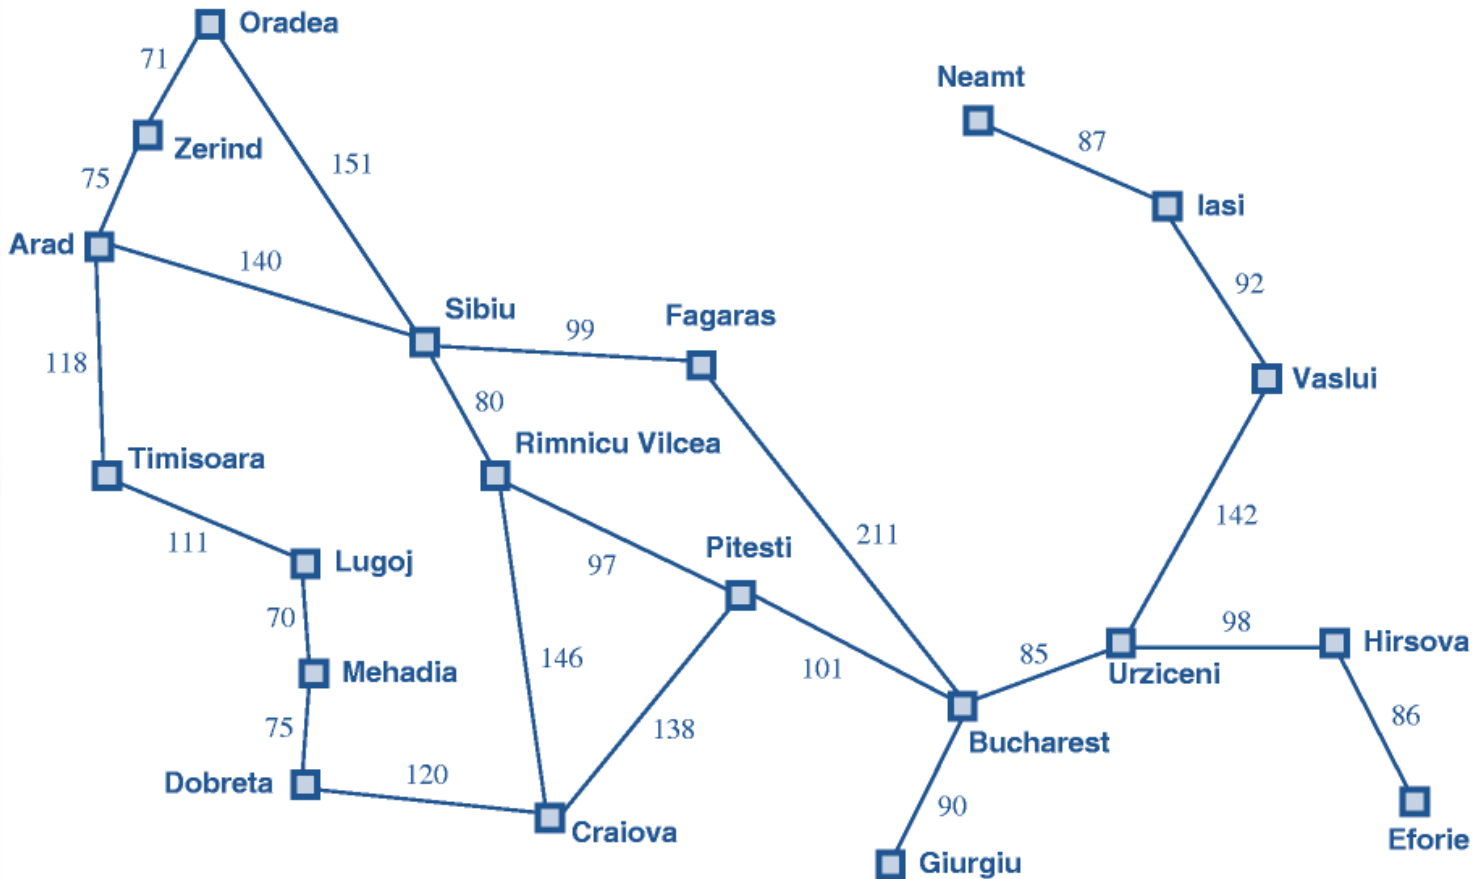 Oradea
71
Neamt
Zerind
87
151
75
Iasi
Arad
140
92
Sibiu
Fagaras
99
118
Vaslui
80
Rimnicu Vilcea
Timisoara
142
211
111
Pitesti
Lugoj
97
70
98
Hirsova
146
85
Mehadia
101
Urziceni
86
75
138
Bucharest
Dobreta
120
90
Craiova
Eforie
Giurgiu